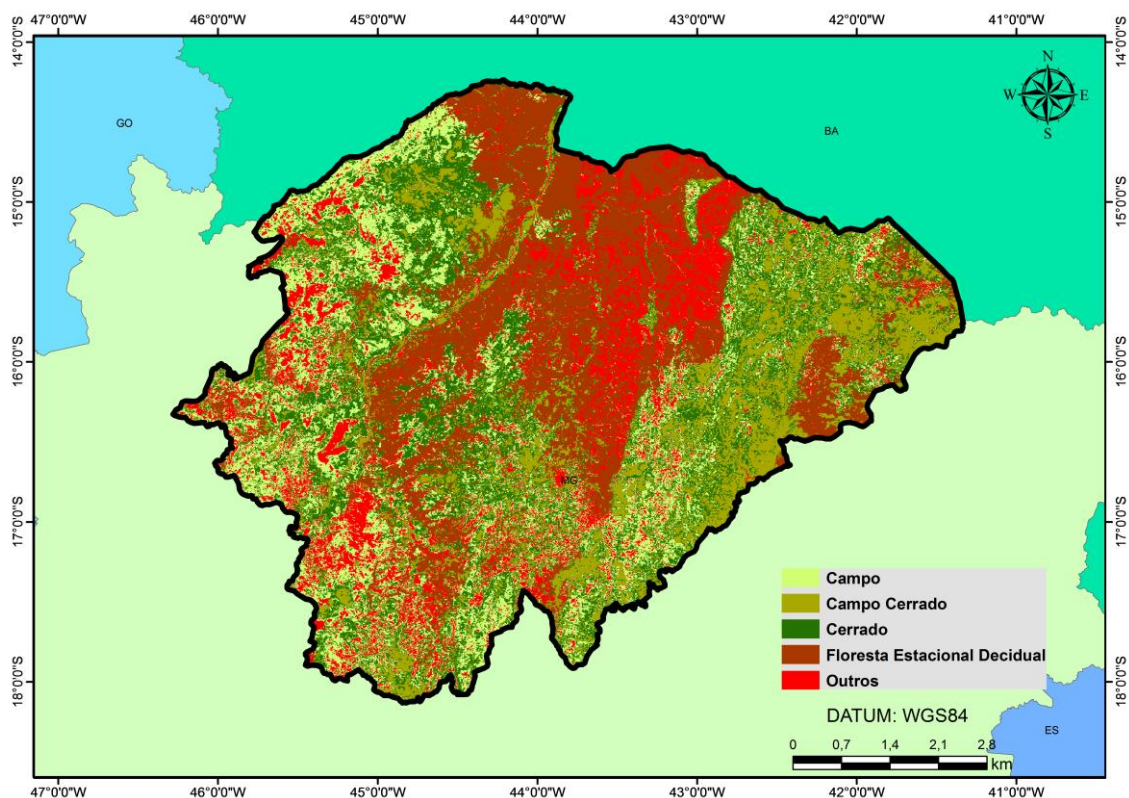 47°0'0"W 46°0'0"W 45°0'0"W 44°0'0"W 43°0'0"W 42°0'0"W 41°0'0"W
14°0'0"S 14°0'0"S
N
W E
S
GO
BA
15°0'0"S 15°0'0"S
16°0'0"S 16°0'0"S
MG
17°0'0"S 17°0'0"S
Campo
Campo Cerrado
Cerrado
Floresta Estacional Decidual
Outros
18°0'0"S 18°0'0"S
DATUM: WGS84
ES
0 0,7 1,4 2,1 2,8
km
47°0'0"W 46°0'0"W 45°0'0"W 44°0'0"W 43°0'0"W 42°0'0"W 41°0'0"W